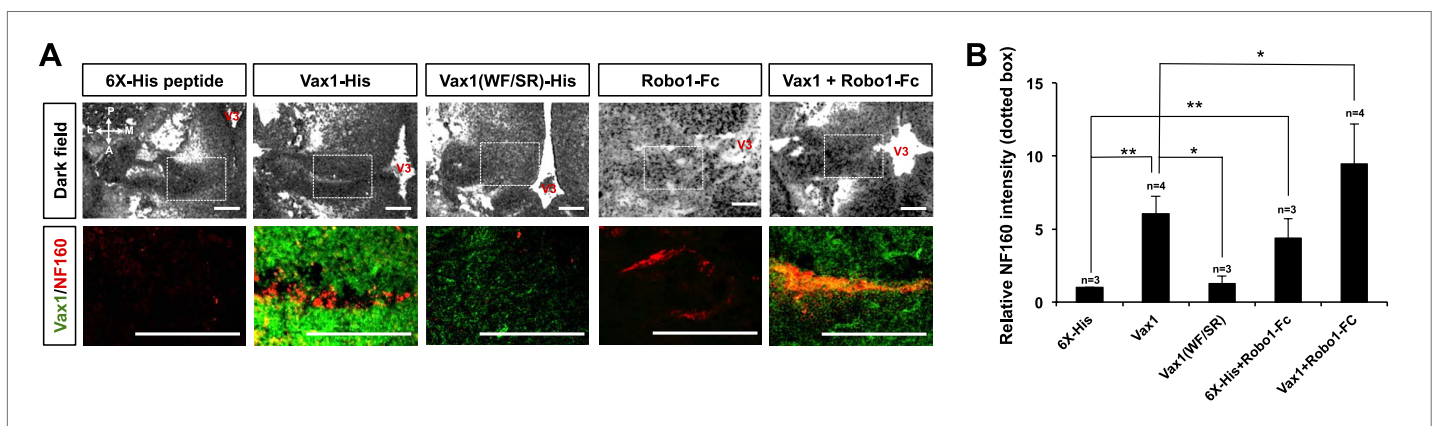 A
6X-His peptide
Vax1-His
Vax1(WF/SR)-His
Robo1-Fc
Vax1 + Robo1-Fc
Dark field
P
L M
A
V3
V3
V3
V3
V3
Vax1/NF160
B
Relative NF160 intensity (dotted box)
15
10
5
0
*
**
** *
n=3
n=4
n=3
n=3
n=4
6X-His
Vax1
Vax1(WF/SR)
6X-His+Robo1-Fc
Vax1+Robo1-FC